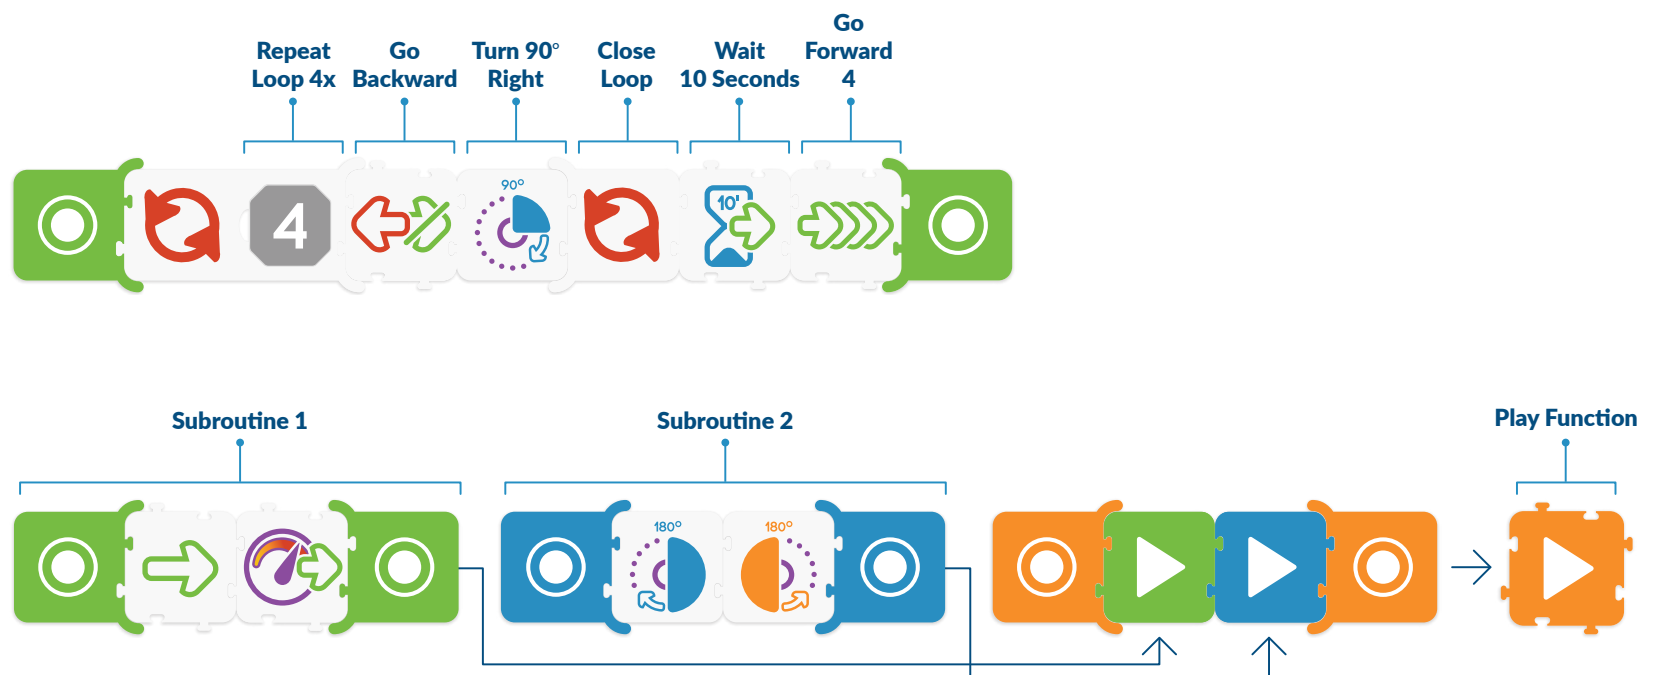 Repeat
Loop 4x
Go
Backward
Turn 90°
Right
Close
Loop
Wait
10 Seconds
Go
Forward
4
4
90°
10'
Subroutine 1
Subroutine 2
Play Function
180°
180°